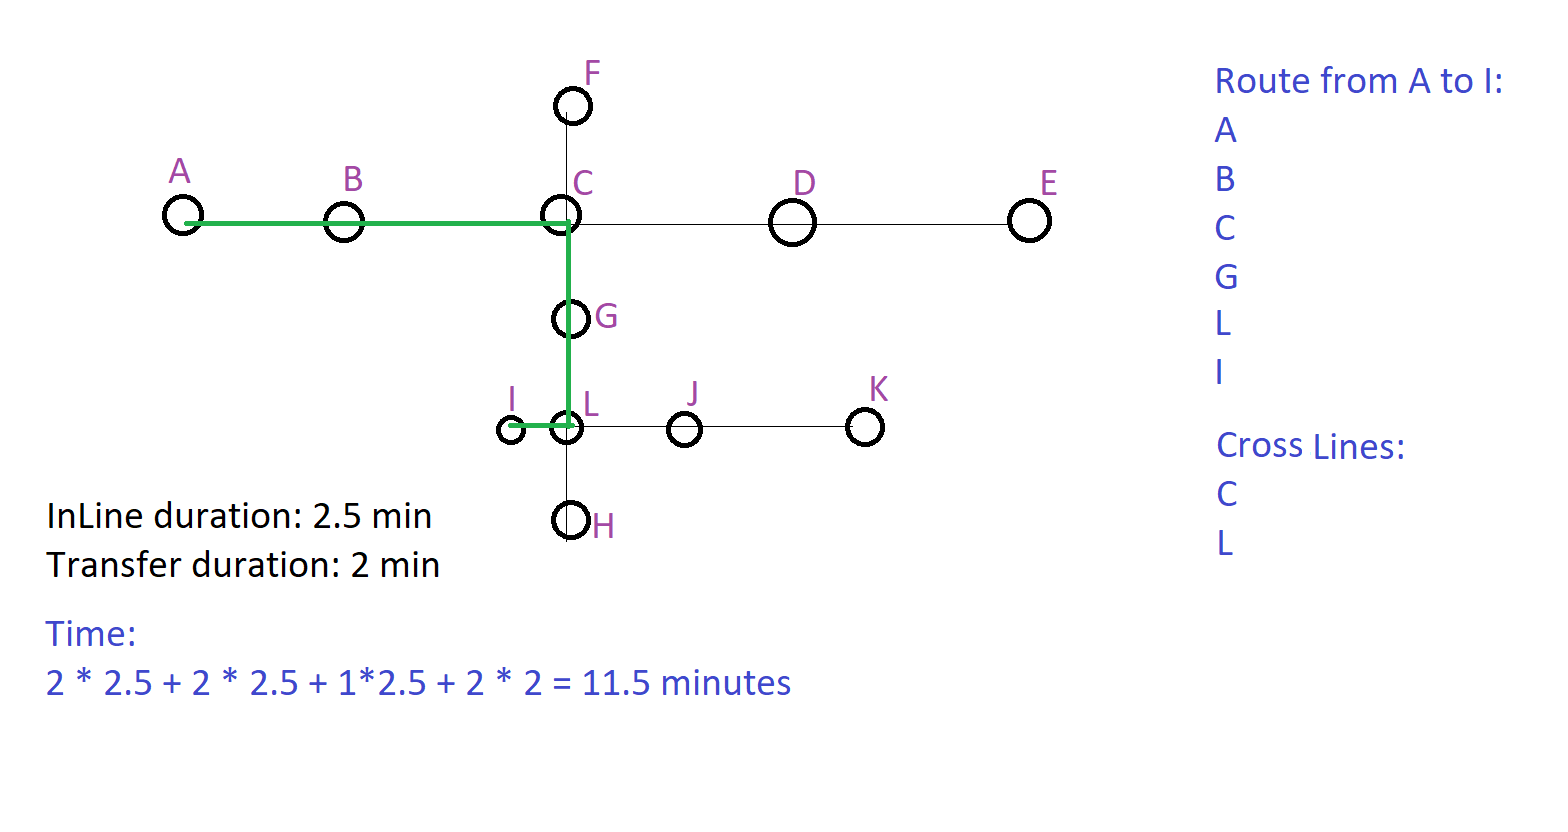 F
A
B
C
D
E
G
I
L
J
K
H
InLine duration: 2.5 min
Transfer duration: 2 min
Time:
2 * 2.5 + 2 * 2.5 + 1*2.5 + 2 * 2 = 11.5 minutes
Route from A to I:
A
B
C
G
L
I
Cross Lines:
C
L